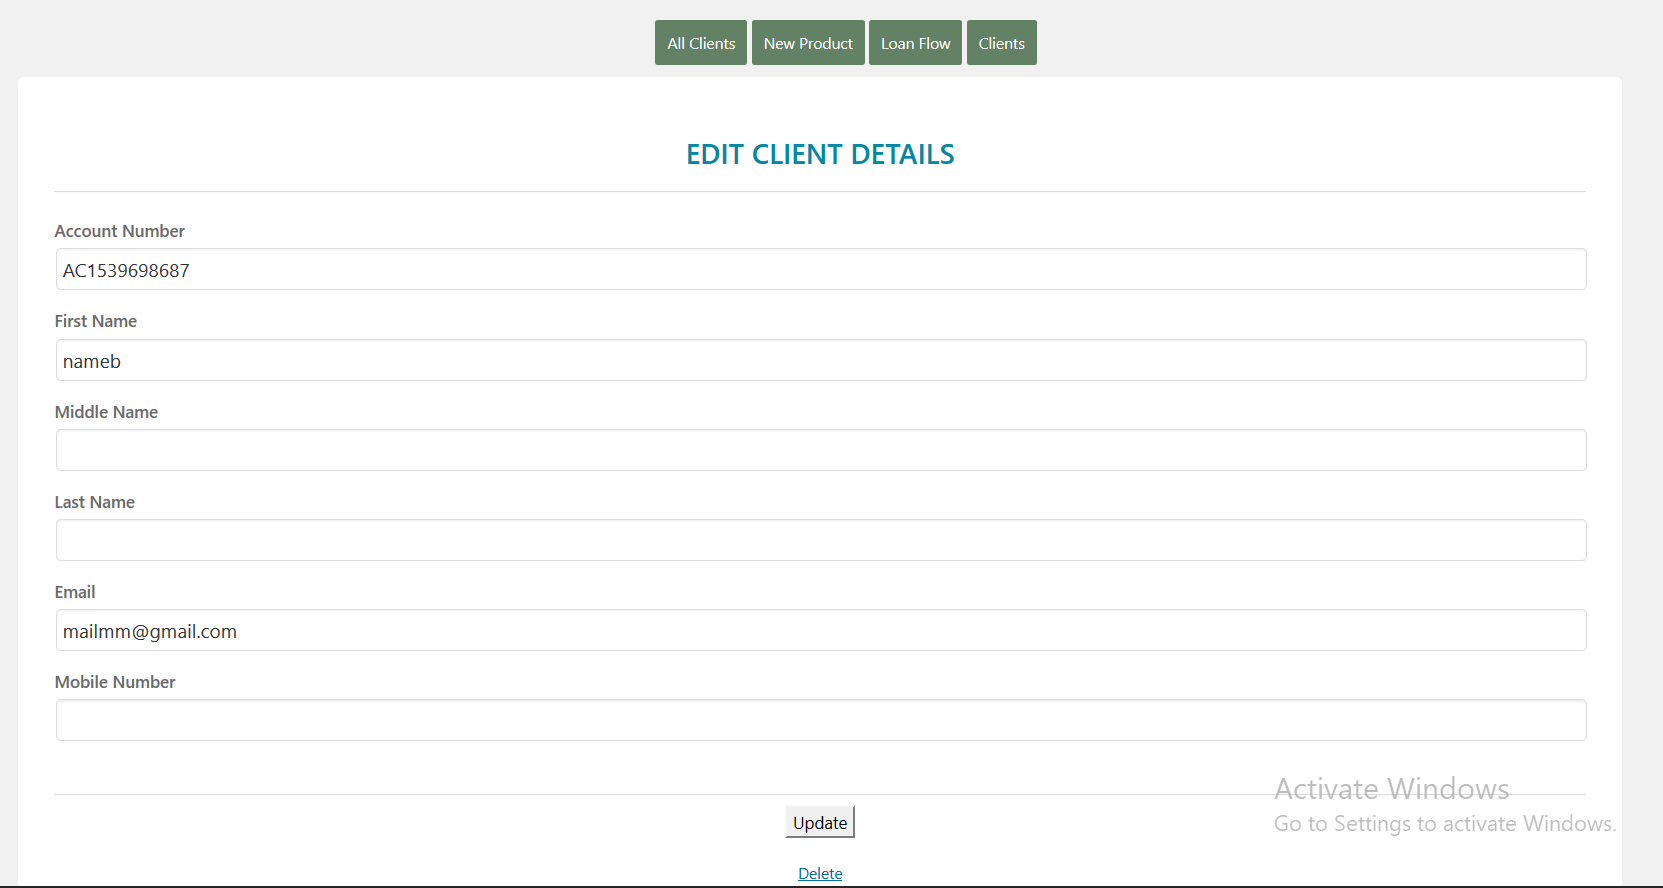 All Clients New Product Loan Flow Clients
EDIT CLIENT DETAILS
Account Number
AC1539698687
First Name
nameb
Middle Name
Last Name
Email
mailmm@gmail.com
Mobile Number
Activate Windows
Go to Settings to activate Windows.
Update
Delete